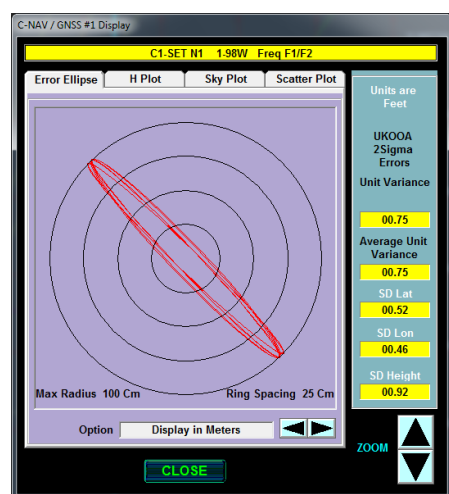 C-NAV / GNSS #1 Display
C1-SET N1 1-98W Freq F1/F2
Error Ellipse H Plot Sky Plot Scatter Plot
Units are
Feet
UKOOA
2Sigma
Errors
Unit Variance
00.75
Average Unit
Variance
00.75
SD Lat
00.52
SD Lon
00.46
SD Height
00.92
Max Radius 100 Cm Ring Spacing 25 Cm
Option Display in Meters
ZOOM
CLOSE